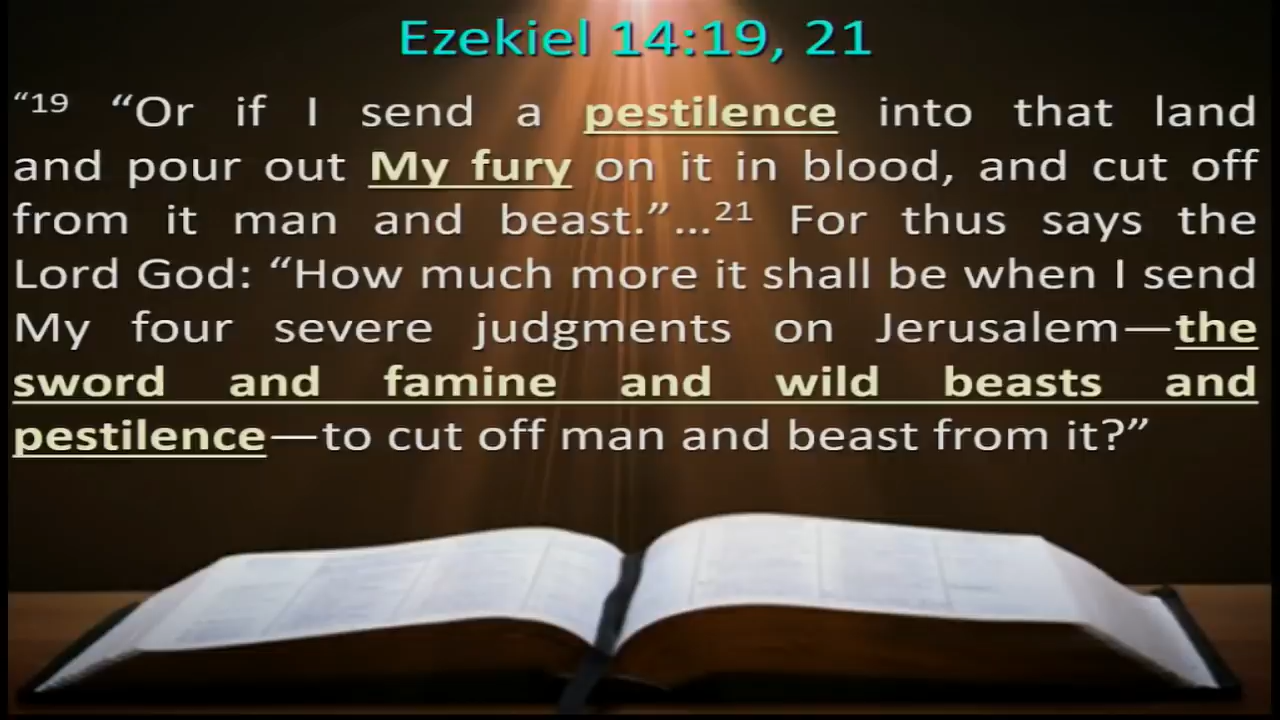 Ezekiel 14:19, 21
“19 “Or if I send a pestilence into that land
and pour out My fury on it in blood, and cut off
from it man and beast.”…21 For thus says the
Lord God: “How much more it shall be when I send
My four severe judgments on Jerusalem—the
sword and famine and wild beasts and
pestilence—to cut off man and beast from it?”